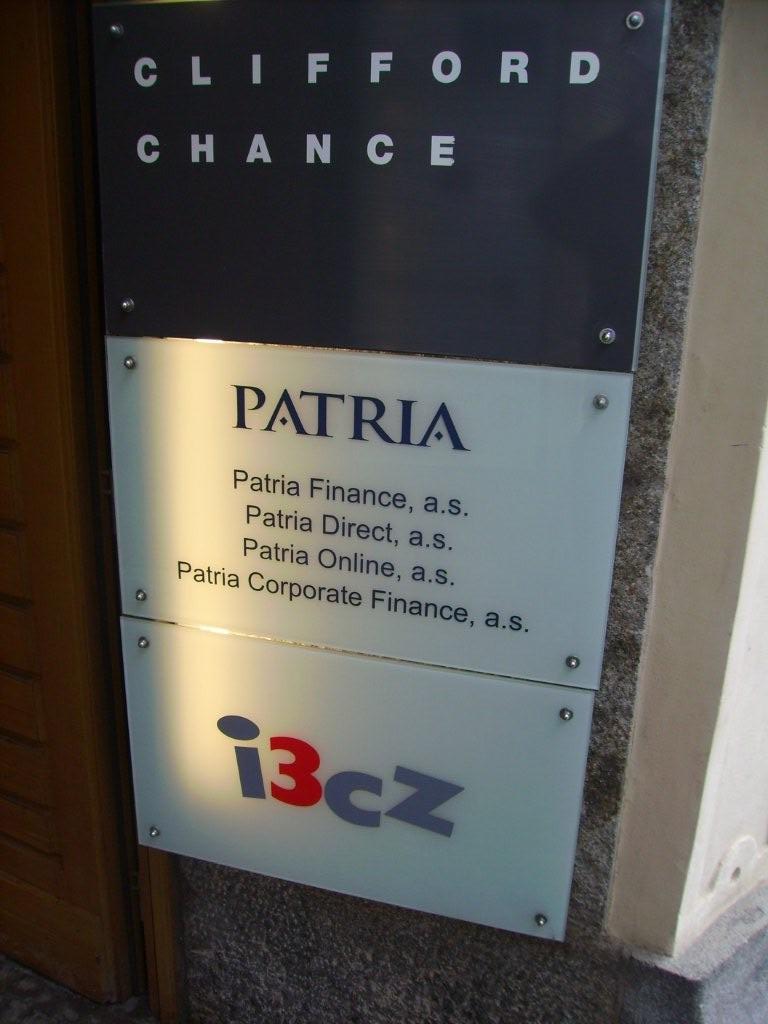 CLIFFORD
CHANCE
PATRIA
Patria Finance, a.s.
Patria Direct, a.s.
Patria Online, a.s.
Patria Corporate Finance, a.s.
i3cz